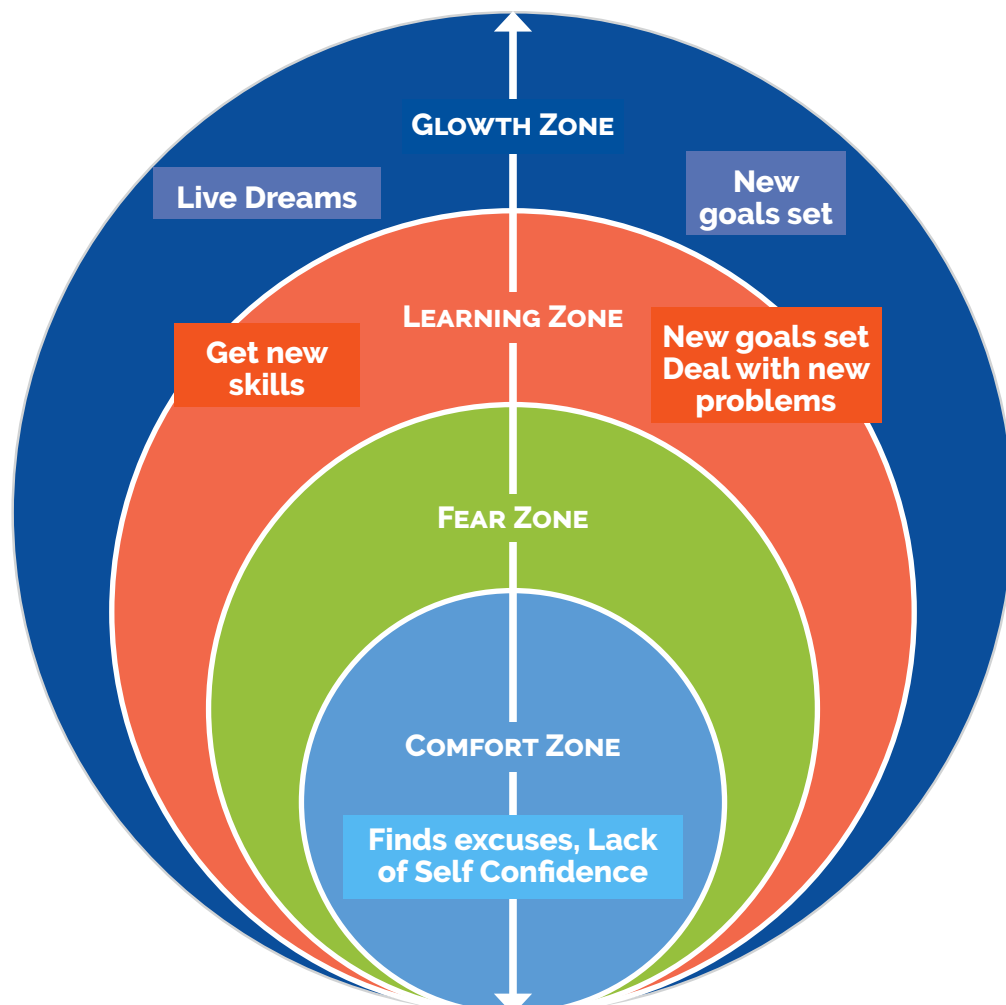 GLOWTH ZONE
Live Dreams
New
goals set
LEARNING ZONE
Get new
skills
New goals set
Deal with new
problems
FEAR ZONE
COMFORT ZONE
Finds excuses, Lack
of Self Confidence